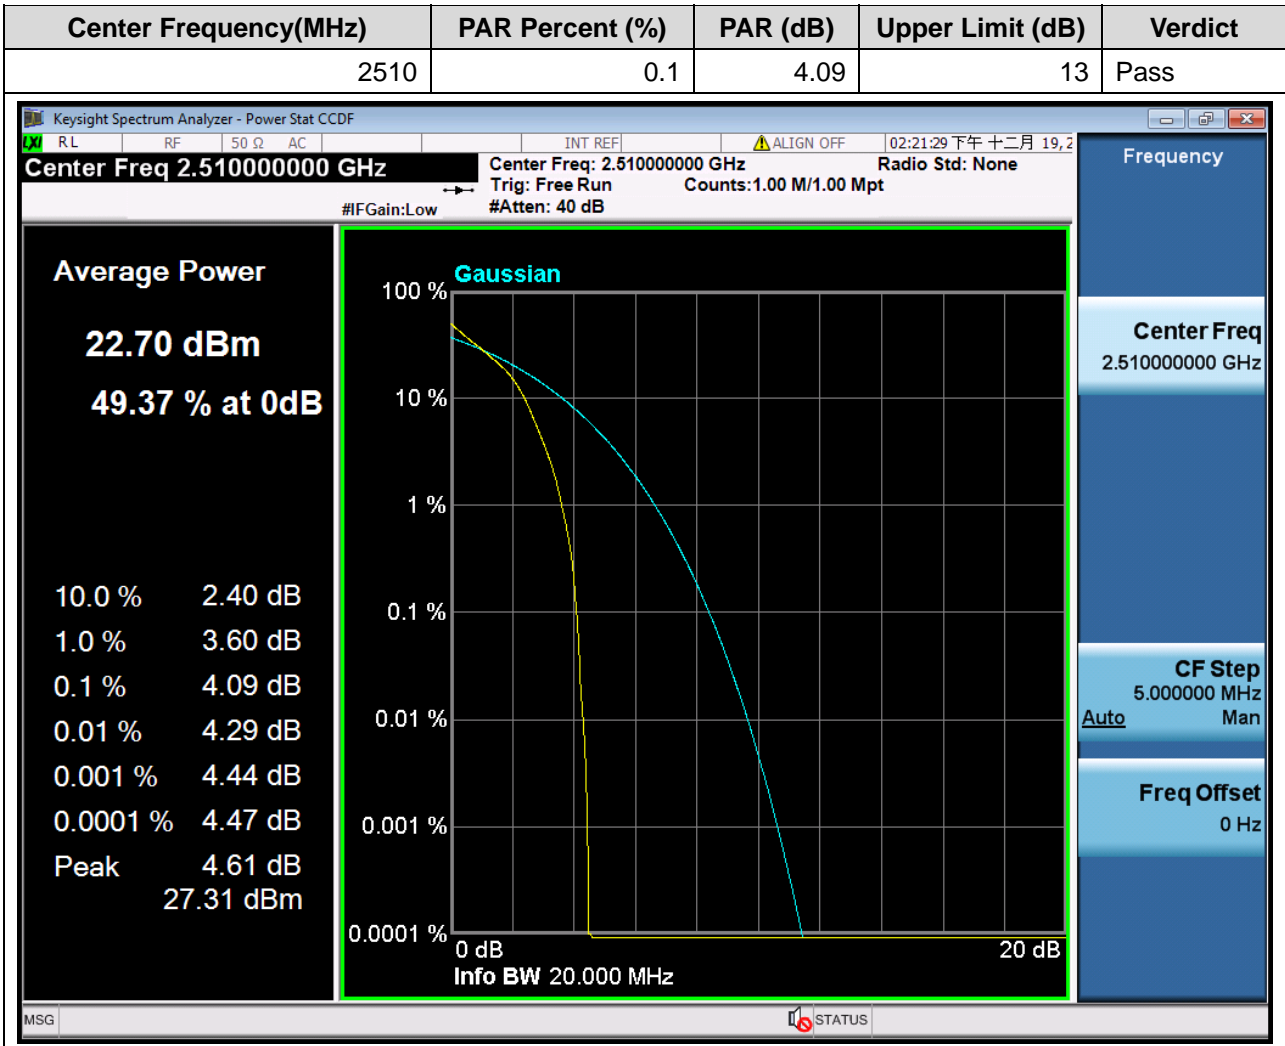 Center Frequency(MHz) PAR Percent (%) PAR (dB) Upper Limit (dB) Verdict
2510 0.1 4.09 13 Pass
Keysight Spectrum Analyzer - Power Stat CCDF
LXI RL RF 50 Ω AC INT REF ALIGN OFF 02:21:29 下午 十二月 19, 2
Center Freq 2.510000000 GHz
Center Freq: 2.510000000 GHz Radio Std: None
Trig: Free Run Counts:1.00 M/1.00 Mpt
#IFGain:Low #Atten: 40 dB
Frequency
Average Power
22.70 dBm
49.37 % at 0dB
10.0 % 2.40 dB
1.0 % 3.60 dB
0.1 % 4.09 dB
0.01 % 4.29 dB
0.001 % 4.44 dB
0.0001 % 4.47 dB
Peak 4.61 dB
27.31 dBm
Gaussian
100 %
10 %
1 %
0.1 %
0.01 %
0.001 %
0.0001 %
0 dB 20 dB
Info BW 20.000 MHz
Center Freq
2.510000000 GHz
CF Step
5.000000 MHz
Auto Man
Freq Offset
0 Hz
MSG STATUS